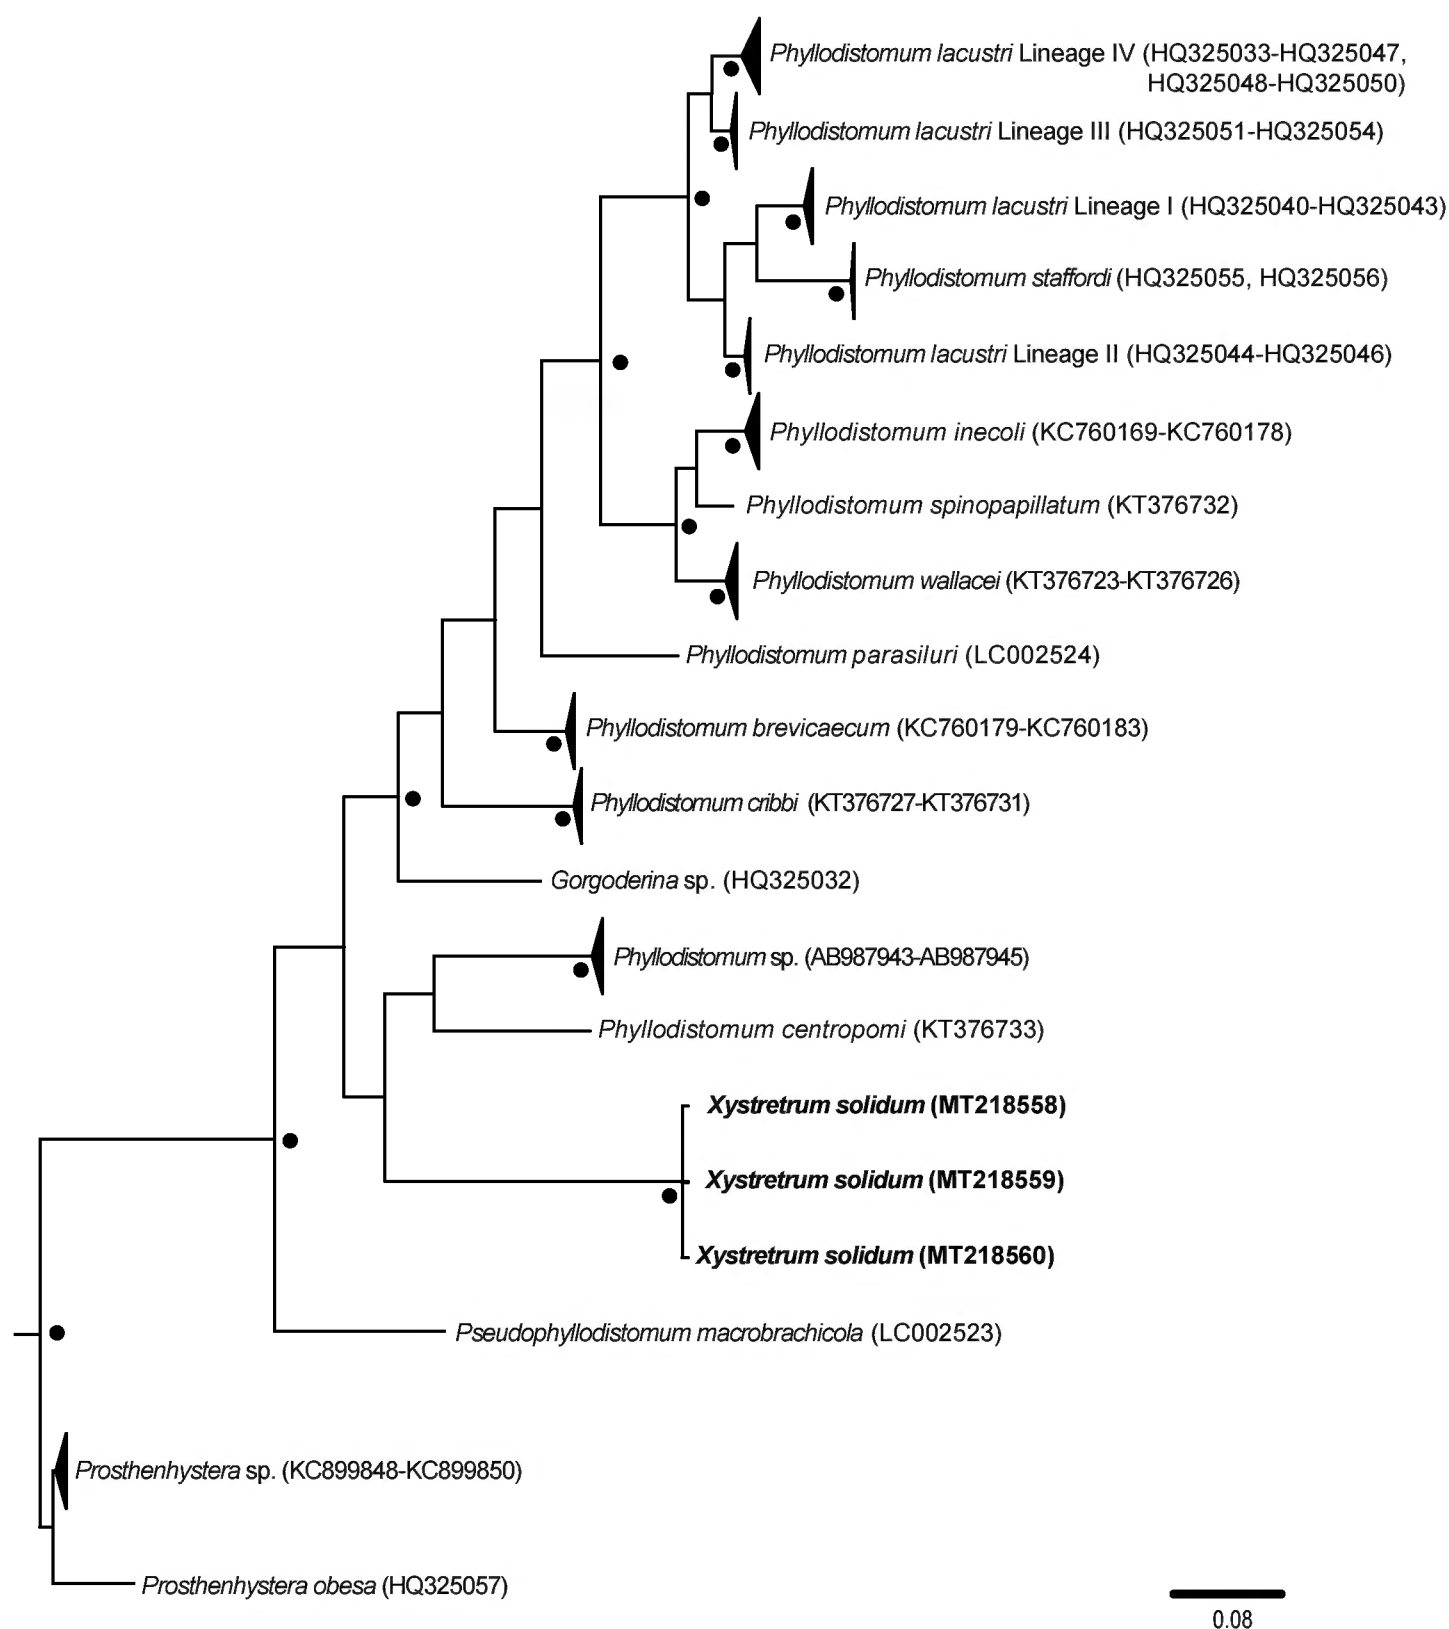 Phyllodistomum lacustri Lineage IV (HQ325033-HQ325047,
HQ325048-HQ325050)
Phyllodistomum lacustri Lineage III (HQ325051-HQ325054)
Phyllodistomum lacustri Lineage I (HQ325040-HQ325043)
Phyllodistomum staffordi (HQ325055, HQ325056)
Phyllodistomum lacustri Lineage II (HQ325044-HQ325046)
Phyllodistomum inecoli (KC760169-KC760178)
Phyllodistomum spinopapillatum (KT376732)
Phyllodistomum wallacei (KT376723-KT376726)
Phyllodistomum parasiluri (LC002524)
Phyllodistomum brevicaecum (KC760179-KC760183)
Phyllodistomum cribbi (KT376727-KT376731)
Gorgoderina sp. (HQ325032)
Phyllodistomum sp. (AB987943-AB987945)
Phyllodistomum centropomi (KT376733)
Xystretrum solidum (MT218558)
Xystretrum solidum (MT218559)
Xystretrum solidum (MT218560)
Pseudophyllodistomum macrobrachicola (LC002523)
Prosthenhystera sp. (KC899848-KC899850)
Prosthenhystera obesa (HQ325057)
0.08